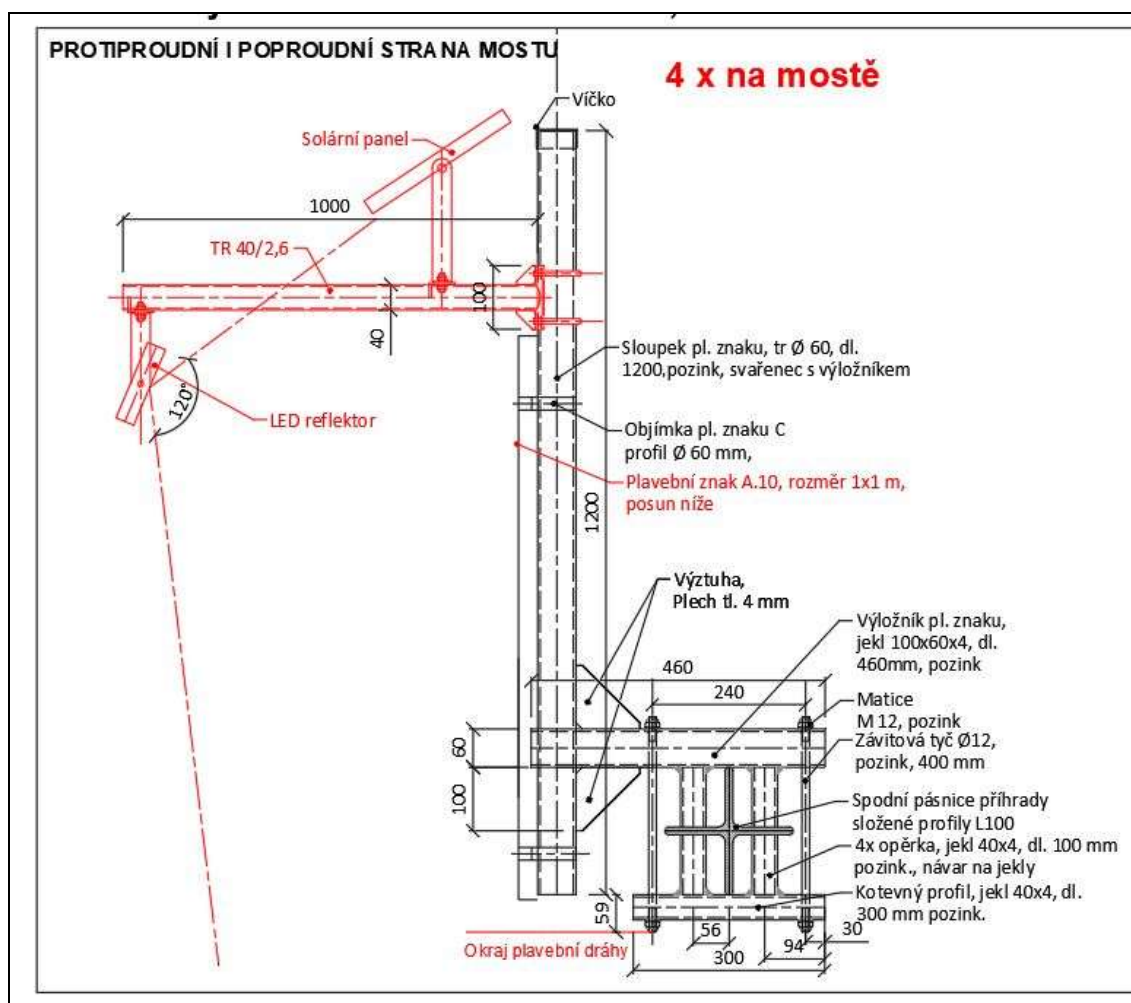 PROTIPROUDNÍ I POPROUDNÍ STRANA MOSTU
4 x na mostě
Víčko
Solární panel
1000
TR 40/2,6
100
40
Sloupek pl. znaku, tr Ø 60, dl.
1200,pozink, svařenec s výložníkem
120°
LED reflektor
Objímka pl. znaku C
profil Ø 60 mm,
Plavební znak A.10, rozměr 1x1 m,
posun níže
1200
Výztuha,
Plech tl. 4 mm
Výložník pl. znaku,
jekl 100x60x4, dl.
460mm, pozink
460
240
Matice
M 12, pozink
Závitová tyč Ø12,
pozink, 400 mm
60
100
Spodní pásnice příhrady
složené profily L100
4x opěrka, jekl 40x4, dl. 100 mm
pozink., návar na jekly
Kotevný profil, jekl 40x4, dl.
300 mm pozink.
59
56
94
30
300
Okraj plavební dráhy